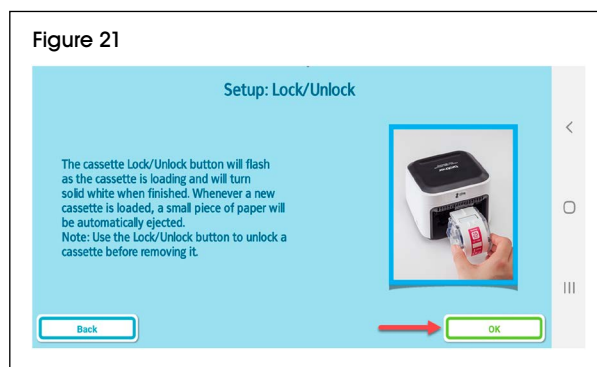 Figure 21
Setup: Lock/Unlock
The cassette Lock/Unlock button will flash
as the cassette is loading and will turn
solid white when finished. Whenever a new
cassette is loaded, a small piece of paper will
be automatically ejected.
Note: Use the Lock/Unlock button to unlock a
cassette before removing it.
Back
OK